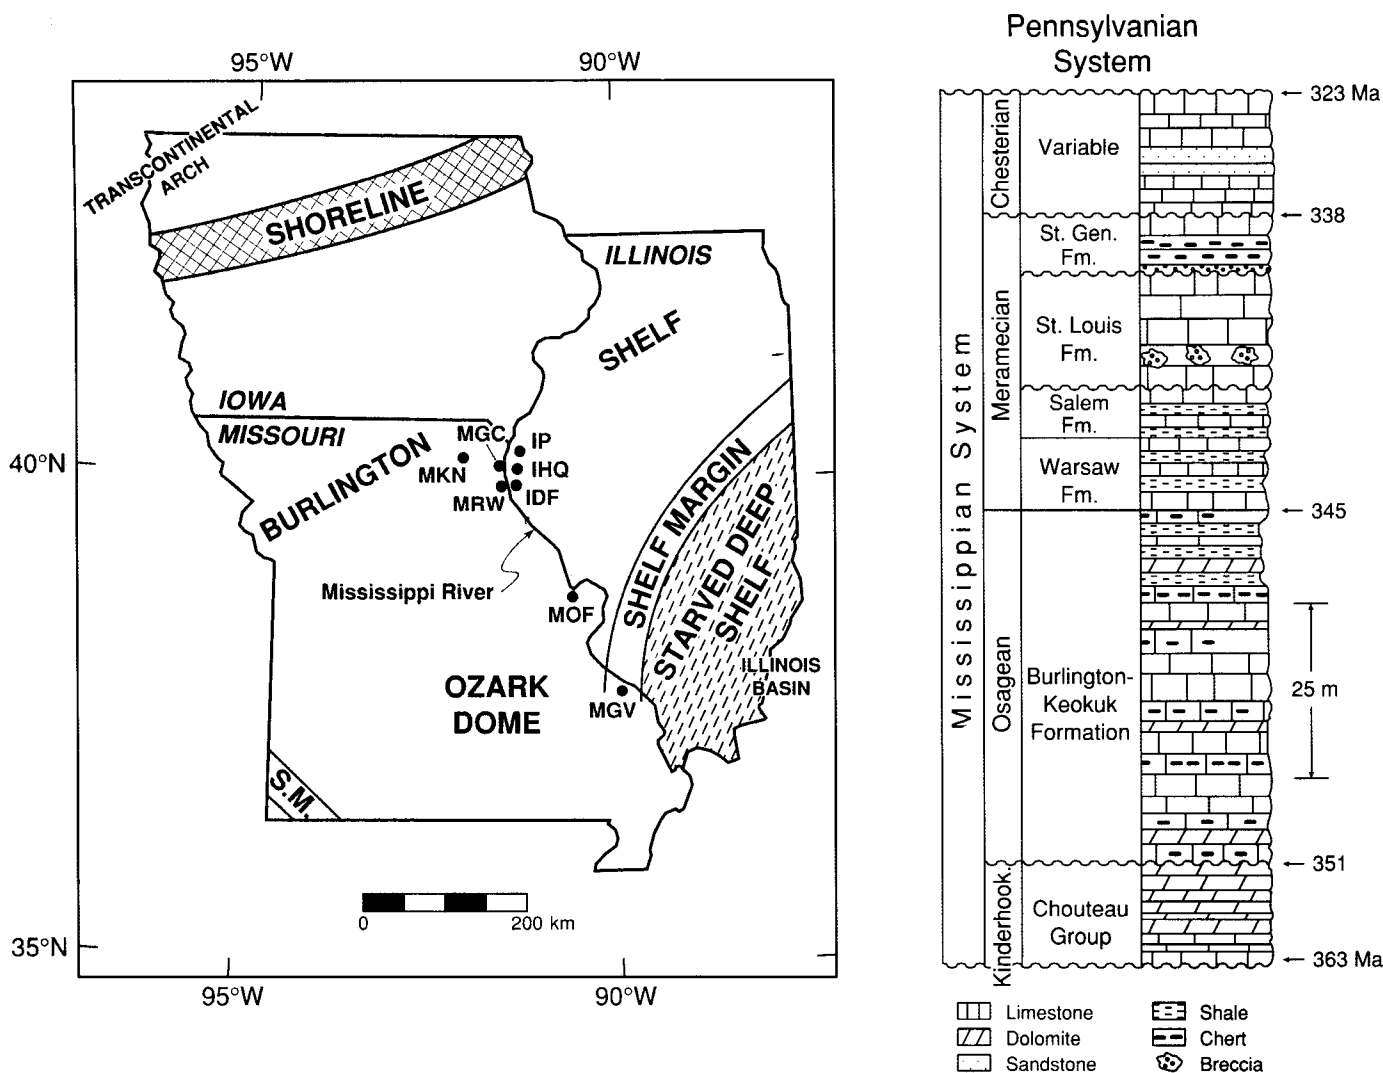 95°W
90°W
TRANSCONTINENTAL
ARCH
SHORELINE
ILLINOIS
SHELF
IOWA
MISSOURI
BURLINGTON
40°N
MGC
IP
MKN
IHQ
MRW
IDF
SHELF MARGIN
STARVED DEEP
SHELF
Mississippi River
MOF
ILLINOIS
BASIN
OZARK
DOME
MGV
S.M.
0
200 km
35°N
95°W
90°W
Pennsylvanian
System
Mississippian System
Chesterian
Meramecian
Osagean
Kinderhook.
Variable
St. Gen.
Fm.
St. Louis
Fm.
Salem
Fm.
Warsaw
Fm.
Burlington-
Keokuk
Formation
Chouteau
Group
323 Ma
338
345
25 m
351
363 Ma
Limestone
Dolomite
Sandstone
Shale
Chert
Breccia